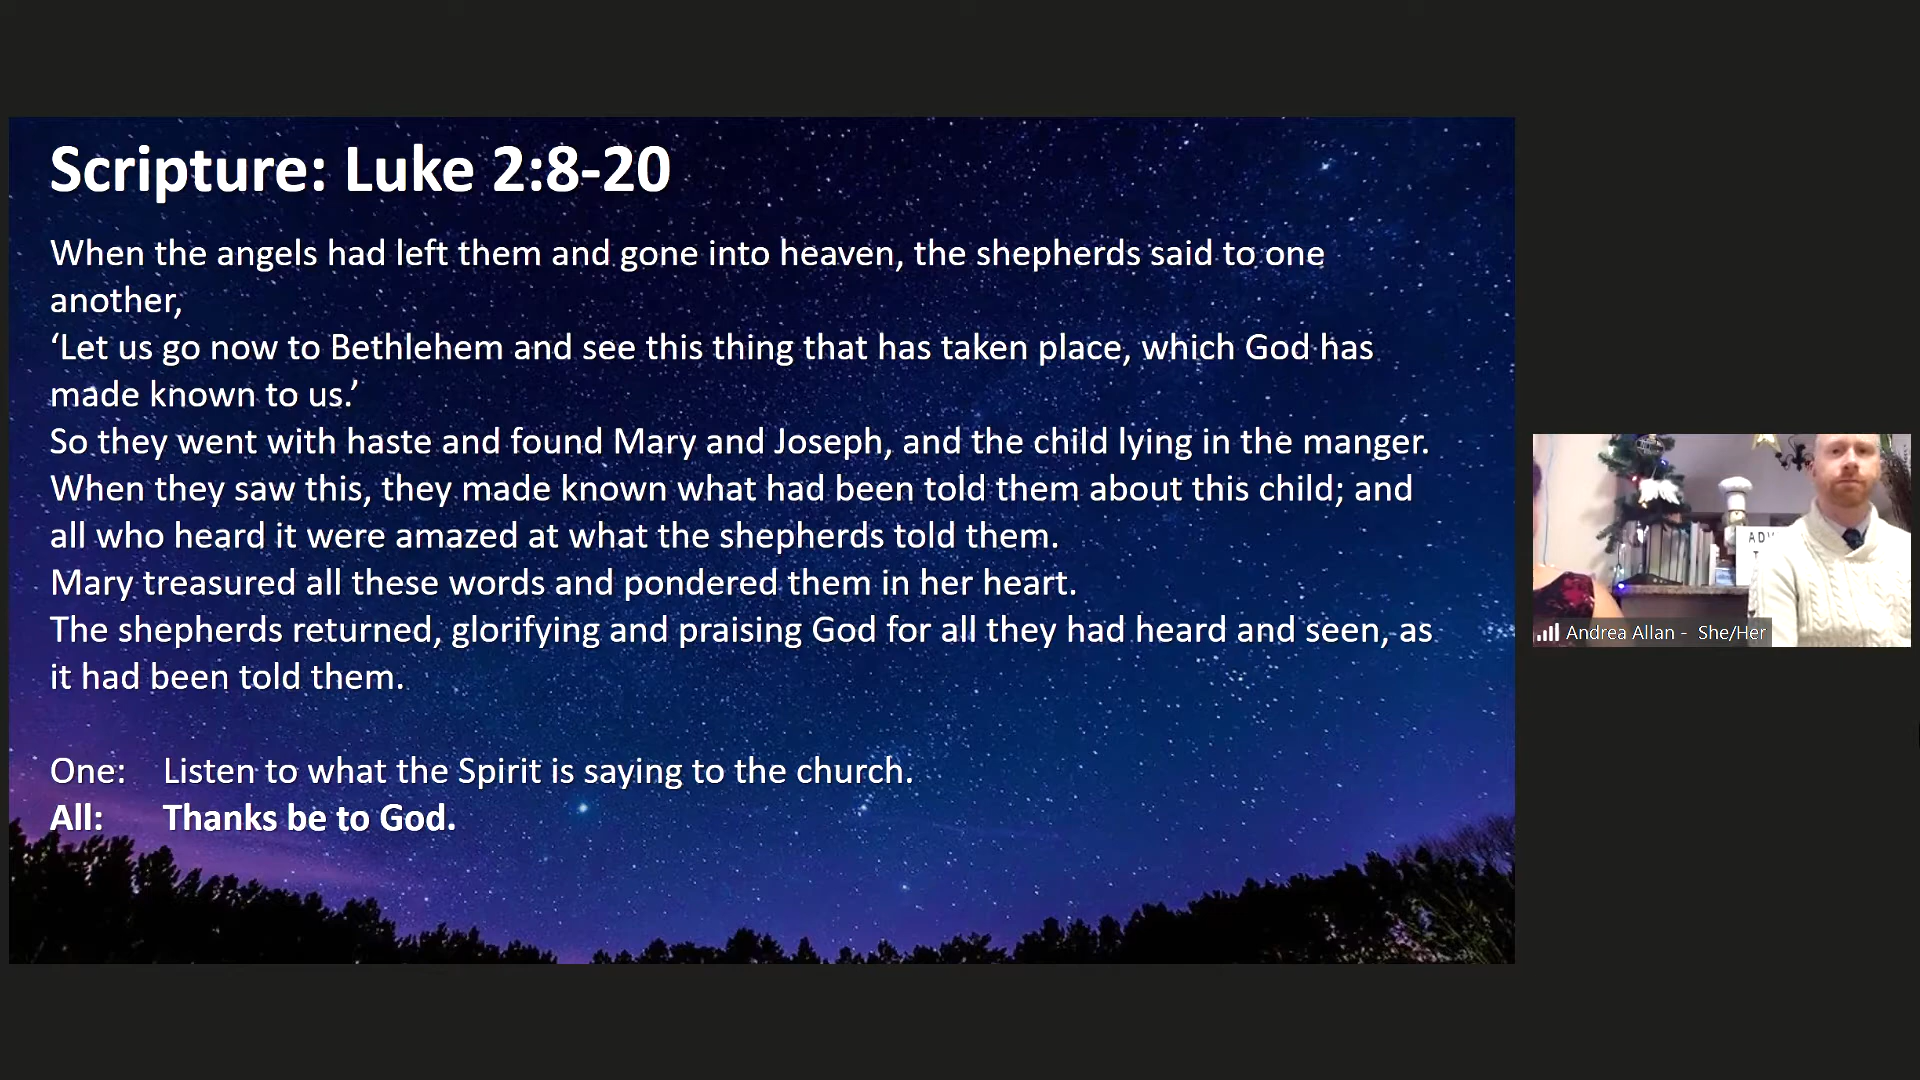 Scripture: Luke 2:8-20
When the angels had left them and gone into heaven, the shepherds said to one
another,
‘Let us go now to Bethlehem and see this thing that has taken place, which God has
made known to us.’
So they went with haste and found Mary and Joseph, and the child lying in the manger.
When they saw this, they made known what had been told them about this child; and
all who heard it were amazed at what the shepherds told them.
Mary treasured all these words and pondered them in her heart.
The shepherds returned, glorifying and praising God for all they had heard and seen, as
it had been told them.
One: Listen to what the Spirit is saying to the church.
All: Thanks be to God.
ADV
T
Andrea Allan - She/Her